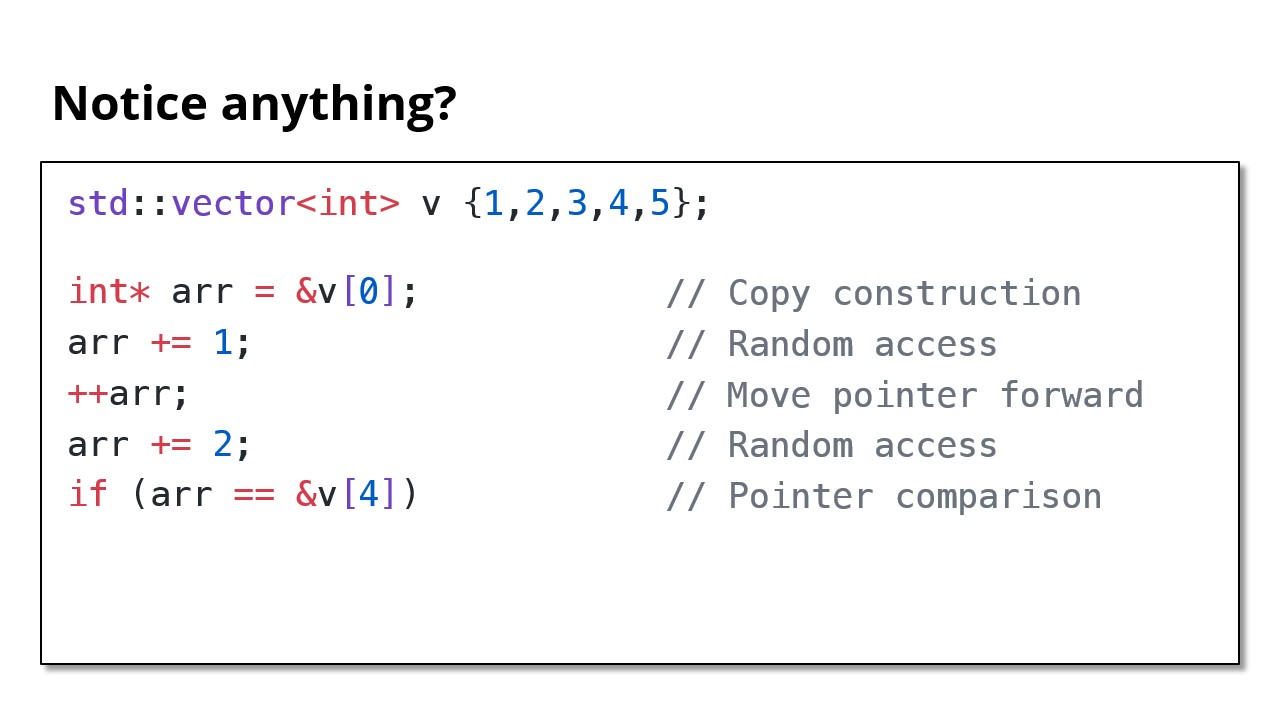 Notice anything?
std::vector<int> v {1,2,3,4,5};
int* arr = &v[0]; // Copy construction
arr += 1; // Random access
++arr; // Move pointer forward
arr += 2; // Random access
if (arr == &v[4]) // Pointer comparison